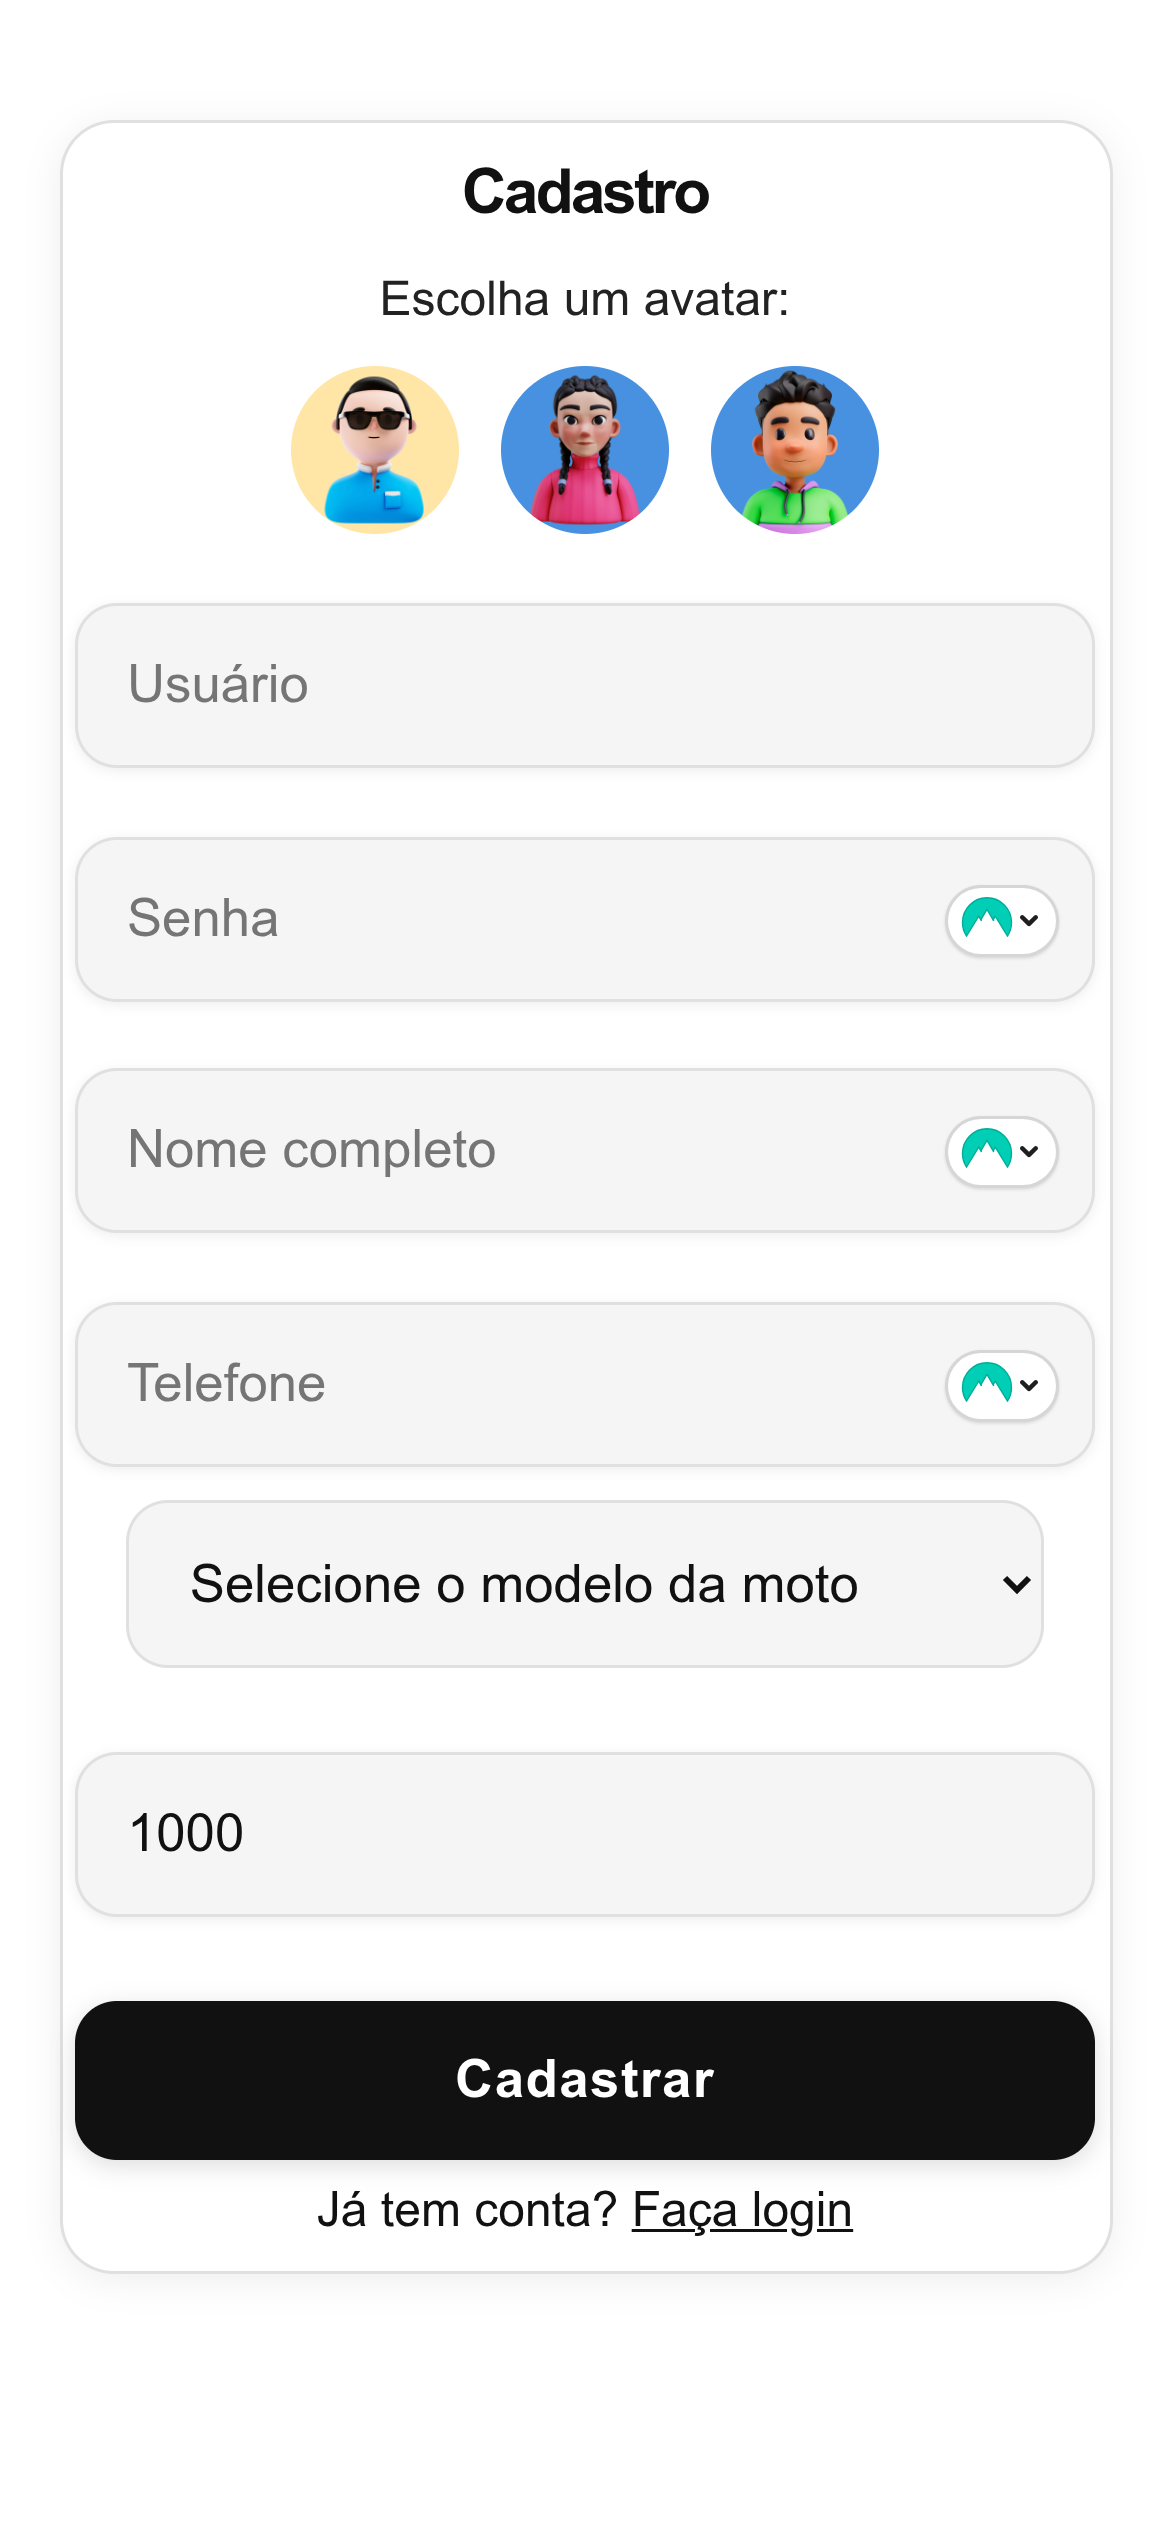 Cadastro
Escolha um avatar:
Usuário
Senha
Nome completo
Telefone
Selecione o modelo da moto
1000
Cadastrar
Já tem conta? Faça login